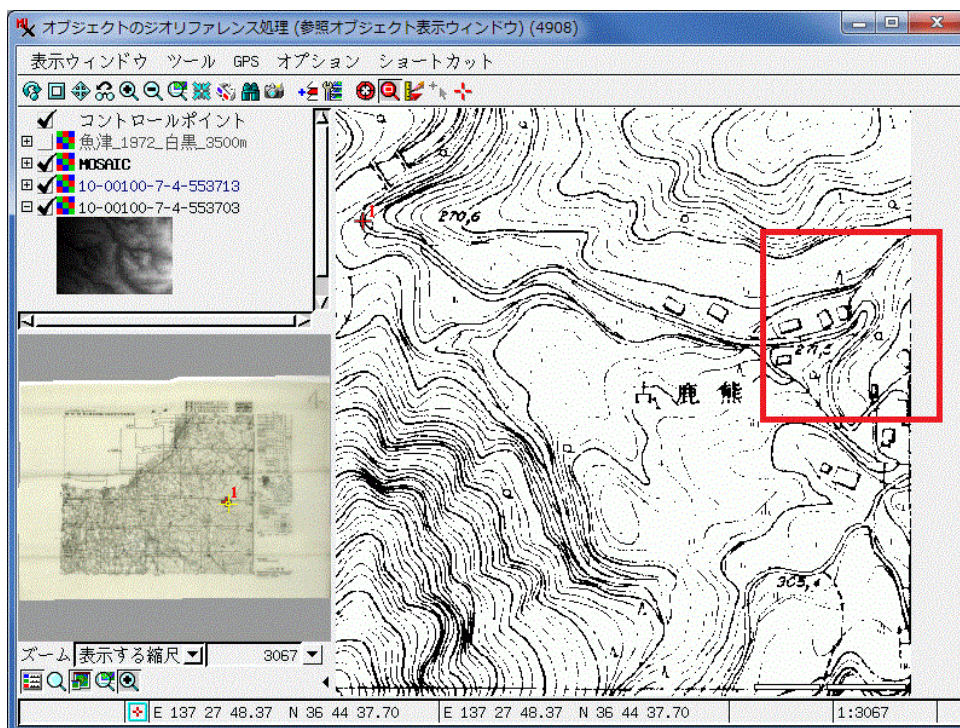 オブジェクトのジオリファレンス処理 (参照オブジェクト表示ウィンドウ) (4908)
表示ウィンドウ ツール GPS オプション ショートカット
コントロールポイント
魚津_1972_白黒_3500m
MOSAIC
10-00100-7-4-553713
10-00100-7-4-553703
1
270,6
271,5
古鹿熊
303,4
1
ズーム 表示する縮尺 3067
E 137 27 48.37 N 36 44 37.70 E 137 27 48.37 N 36 44 37.70 1:3067